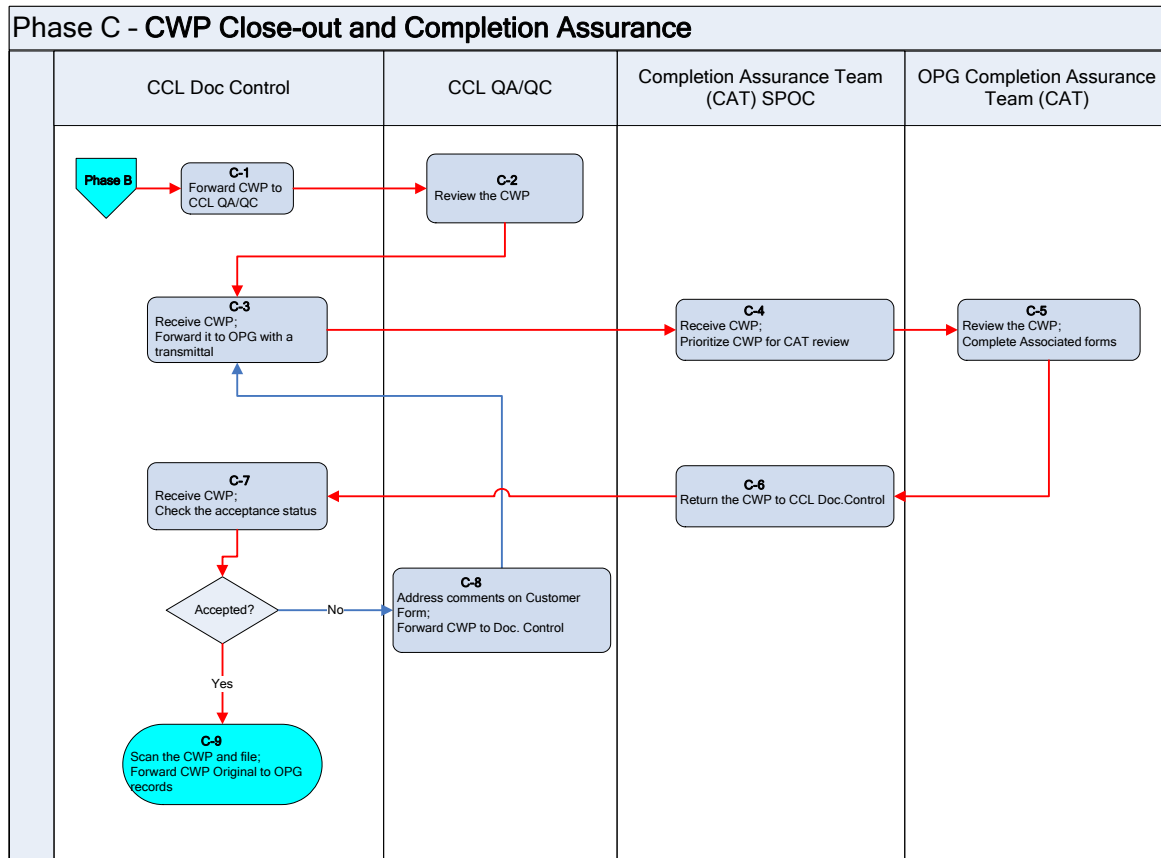 Phase C - CWP Close-out and Completion Assurance
CCL Doc Control
CCL QA/QC
Completion Assurance Team
(CAT) SPOC
OPG Completion Assurance
Team (CAT)
Phase B
C-1
Forward CWP to
CCL QA/QC
C-2
Review the CWP
C-3
Receive CWP;
Forward it to OPG with a
transmittal
C-4
Receive CWP;
Prioritize CWP for CAT review
C-5
Review the CWP;
Complete Associated forms
C-6
Return the CWP to CCL Doc.Control
C-7
Receive CWP;
Check the acceptance status
Accepted?
No
C-8
Address comments on Customer
Form;
Forward CWP to Doc. Control
Yes
C-9
Scan the CWP and file;
Forward CWP Original to OPG
records